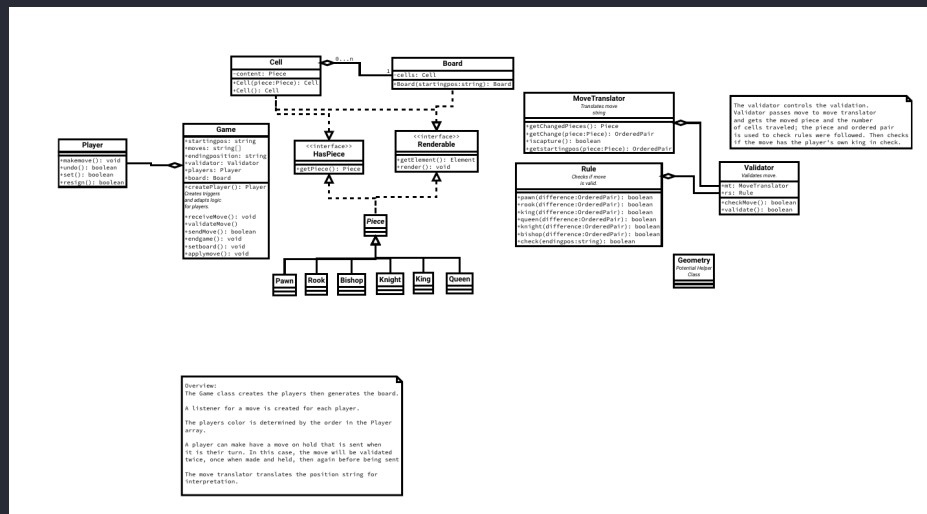 Cell
-content: Piece
+Cell(piece:Piece): Cell
+Cell(): Cell
0...n
1
Board
-cells: Cell
+Board(startingpos:string): Board
MoveTranslator
Translates move
string
+getChangedPieces(): Piece
+getChange(piece:Piece): OrderedPair
+iscapture(): boolean
+getstartingpos(piece:Piece): OrderedPair
The validator controls the validation.
Validator passes move to move translator
and gets the moved piece and the number
of cells traveled; the piece and ordered pair
is used to check rules were followed. Then checks
if the move has the player's own king in check.
Player
+makemove(): void
+undo(): boolean
+set(): boolean
+resign(): boolean
Game
+startingpos: string
+moves: string[]
+endingposition: string
+validator: Validator
+players: Player
+board: Board
+createPlayer(): Player
Creates triggers
and adapts logic
for players.
+receiveMove(): void
+validateMove()
+sendMove(): boolean
+endgame(): void
+setboard(): void
+applymove(): void
<<interface>>
HasPiece
+getPiece(): Piece
<<interface>>
Renderable
+getElement(): Element
+render(): void
Rule
Checks if move
is valid.
+pawn(difference:OrderedPair): boolean
+rook(difference:OrderedPair): boolean
+king(difference:OrderedPair): boolean
+queen(difference:OrderedPair): boolean
+knight(difference:OrderedPair): boolean
+bishop(difference:OrderedPair): boolean
+check(endingpos:string): boolean
Validator
Validates move.
+mt: MoveTranslator
+rs: Rule
+checkMove(): boolean
+validate(): boolean
Piece
Pawn
Rook
Bishop
Knight
King
Queen
Geometry
Potential Helper
Class
Overview:
The Game class creates the players then generates the board.
A listener for a move is created for each player.
The players color is determined by the order in the Player
array.
A player can make have a move on hold that is sent when
it is their turn. In this case, the move will be validated
twice, once when made and held, then again before being sent
The move translator translates the position string for
interpretation.